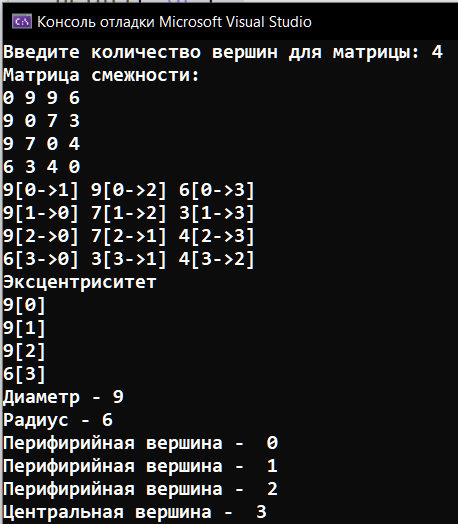 Консоль отладки Microsoft Visual Studio
Введите количество вершин для матрицы: 4
Матрица смежности:
0 9 9 6
9 0 7 3
9 7 0 4
6 3 4 0
9[0->1] 9[0->2] 6[0->3]
9[1->0] 7[1->2] 3[1->3]
9[2->0] 7[2->1] 4[2->3]
6[3->0] 3[3->1] 4[3->2]
Эксцентриситет
9[0]
9[1]
9[2]
6[3]
Диаметр - 9
Радиус - 6
Перифирийная вершина -  0
Перифирийная вершина -  1
Перифирийная вершина -  2
Центральная вершина -  3